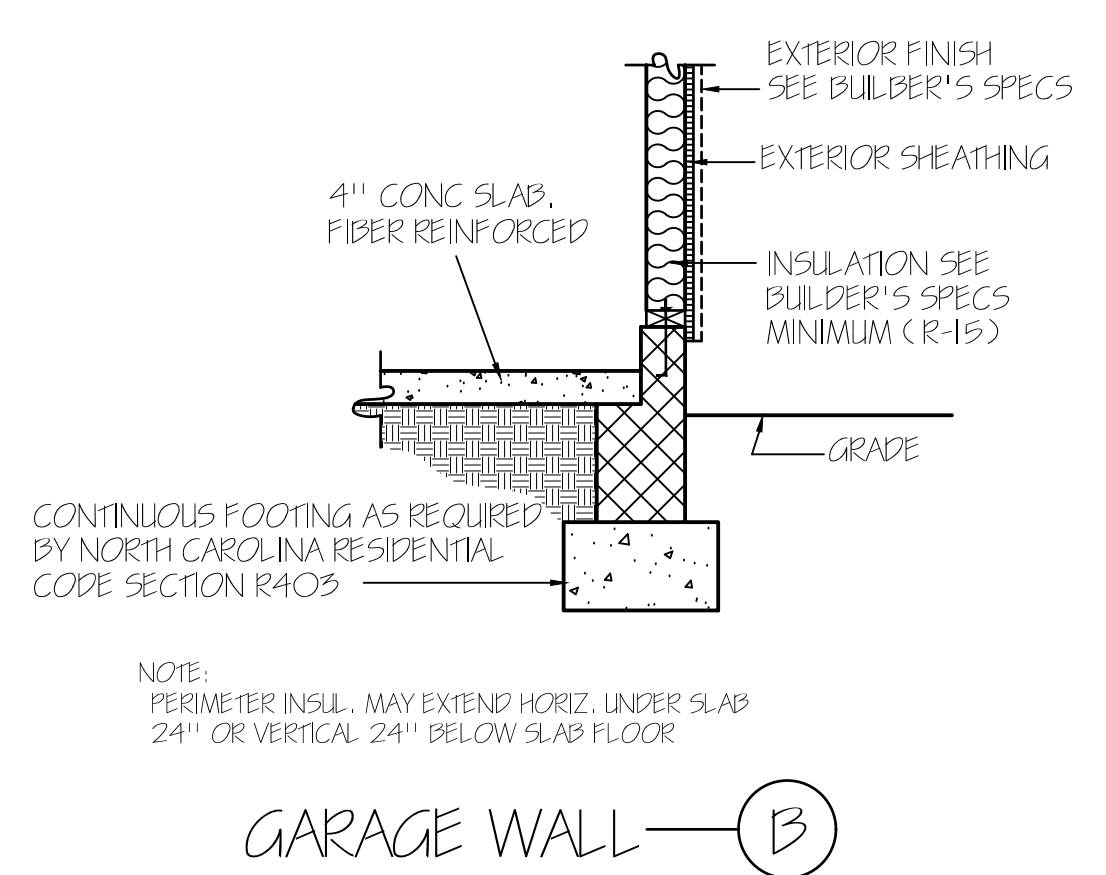 EXTERIOR FINISH
SEE BUILBER'S SPECS
EXTERIOR SHEATHING
4" CONC SLAB.
FIBER REINFORCED
INSULATION SEE
BUILDER'S SPECS
MINIMUM (R-15)
GRADE
CONTINUOUS FOOTING AS REQUIRED
BY NORTH CAROLINA RESIDENTIAL
CODE SECTION R403
NOTE:
PERIMETER INSUL. MAY EXTEND HORIZ. UNDER SLAB
24" OR VERTICAL 24" BELOW SLAB FLOOR
GARAGE WALL B